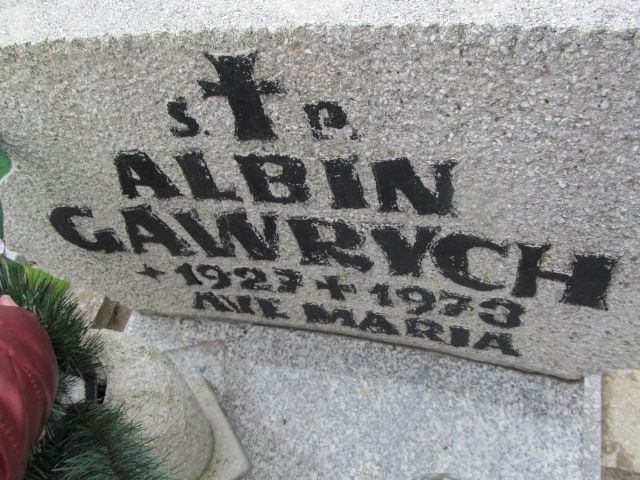 S. P.
ALBIN
GAWRYCH
* 1927 + 1973
AVE MARIA